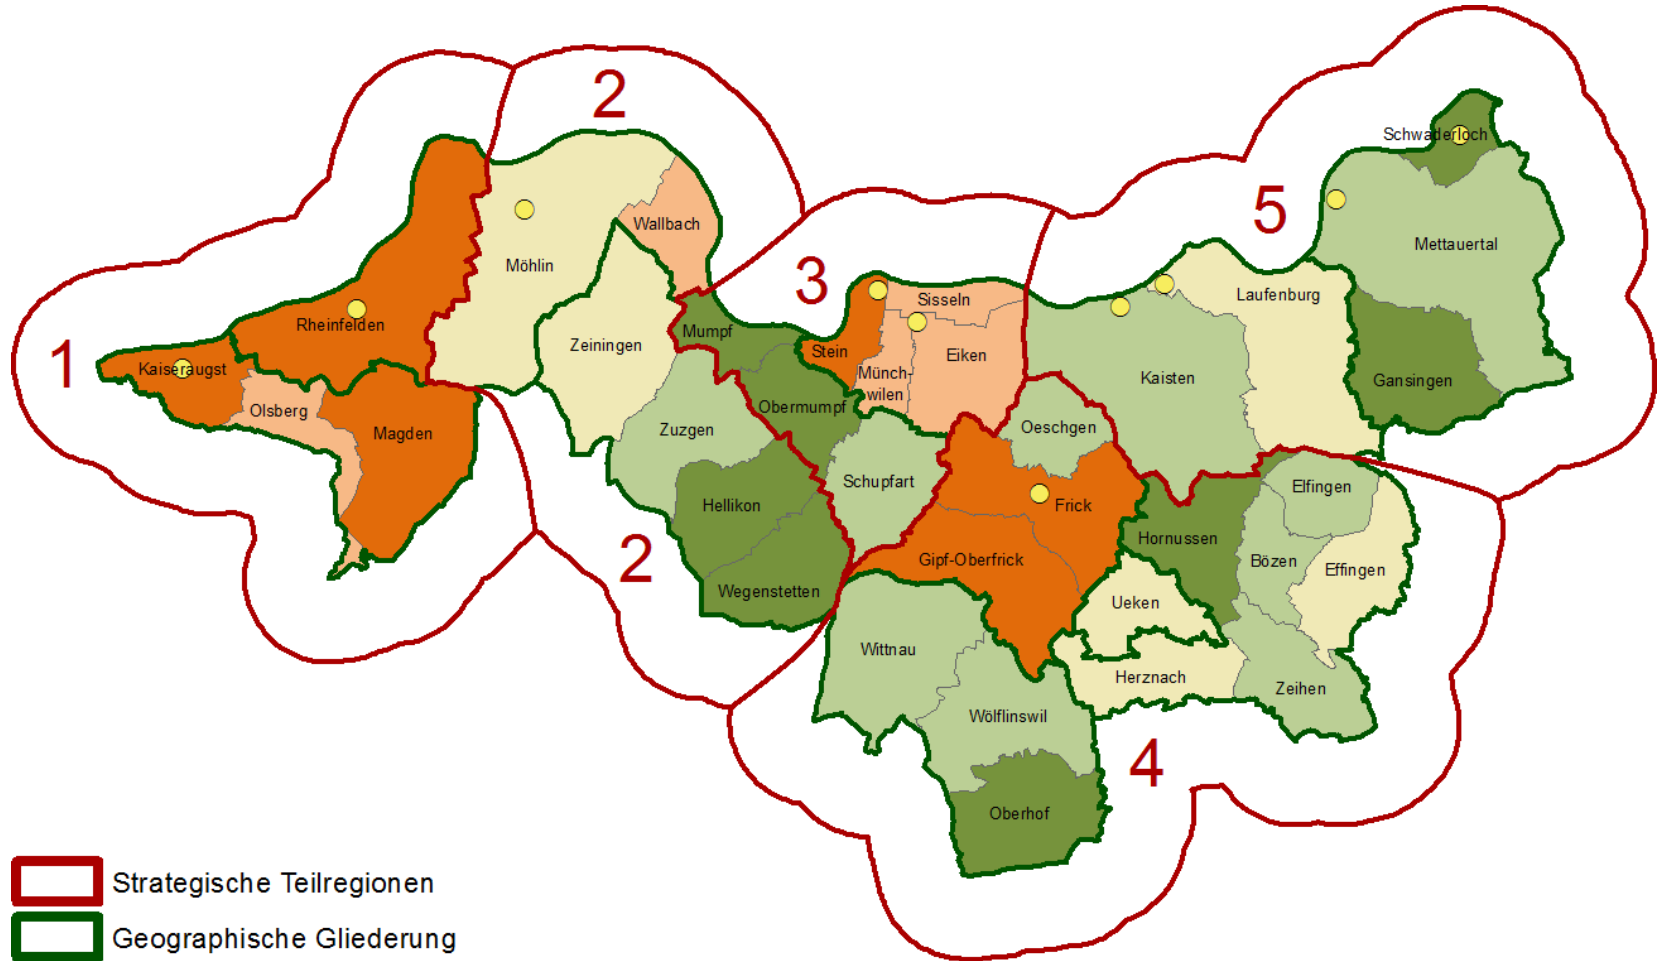 2
Schwaderloch
5
Wallbach
Mettauertal
Möhlin
3
Sisseln
Laufenburg
Rheinfelden
Mumpf
Zeiningen
Stein
Eiken
1
Kaiseraugst
Münch-
wilen
Kaisten
Gansingen
Olsberg
Obermumpf
Magden
Zuzgen
Oeschgen
Schupfart
Elfingen
Hellikon
Frick
Hornussen
2
Gipf-Oberfrick
Bözen
Effingen
Wegenstetten
Ueken
Wittnau
Herznach
Zeihen
Wölflinswil
4
Oberhof
Strategische Teilregionen
Geographische Gliederung